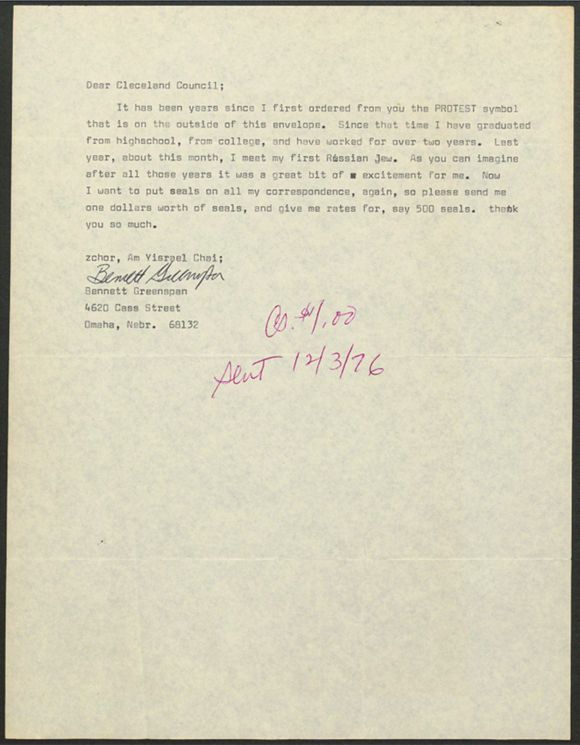 Dear Cleceland Council;
It has been years since I first ordered from you the PROTEST symbol
that is on the outside of this envelope. Since that time I have graduated
from highschool, from college, and have worked for over two years. Last
year, about this month, I meet my first Russian Jew. As you can imagine
after all those years it was a great bit of excitement for me. Now
I want to put seals on all my correspondence, again, so please send me
one dollars worth of seals, and give me rates for, say 500 seals. thank
you so much.
zchor, Am Yisrael Chai;
Bennett Greenspan
Bennett Greenspan
4620 Cass Street
Omaha, Nebr. 68132
$1.00
Sent 12/3/76